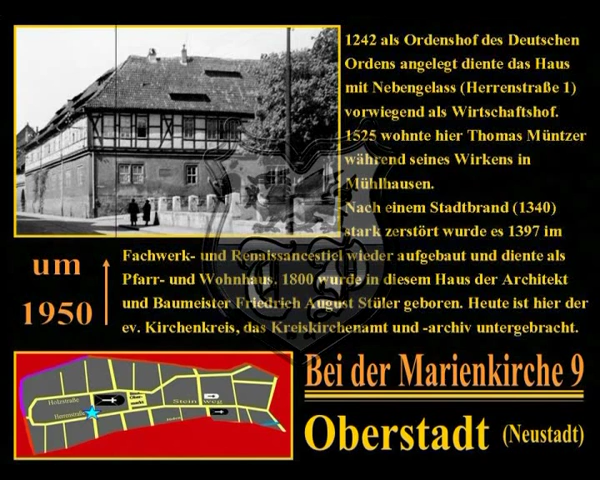 1242 als Ordenshof des Deutschen
Ordens angelegt diente das Haus
mit Nebengelass (Herrenstraße 1)
vorwiegend als Wirtschaftshof.
1525 wohnte hier Thomas Müntzer
während seines Wirkens in
Mühlhausen.
Nach einem Stadtbrand (1340)
stark zerstört wurde es 1397 im
Fachwerk- und Renaissancestiel wieder aufgebaut und diente als
Pfarr- und Wohnhaus. 1800 wurde in diesem Haus der Architekt
und Baumeister Friedrich August Stüler geboren. Heute ist hier der
ev. Kirchenkreis, das Kreiskirchenamt und -archiv untergebracht.
um
1950
Holzstraße
Herrenstraße
Stein weg
Bei der Marienkirche 9
Oberstadt (Neustadt)